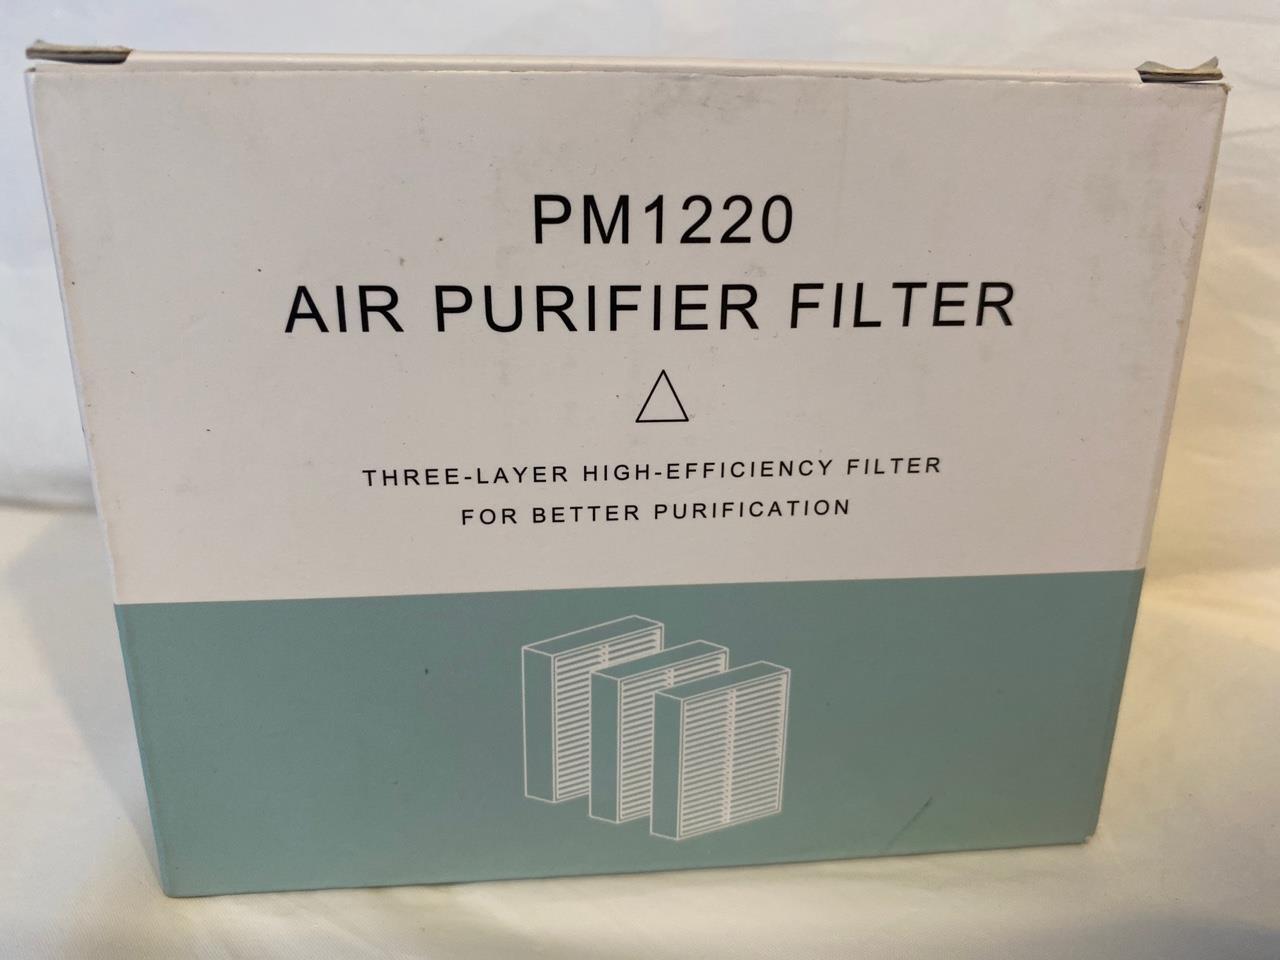 PM1220
AIR PURIFIER FILTER
THREE-LAYER HIGH-EFFICIENCY FILTER
FOR BETTER PURIFICATION